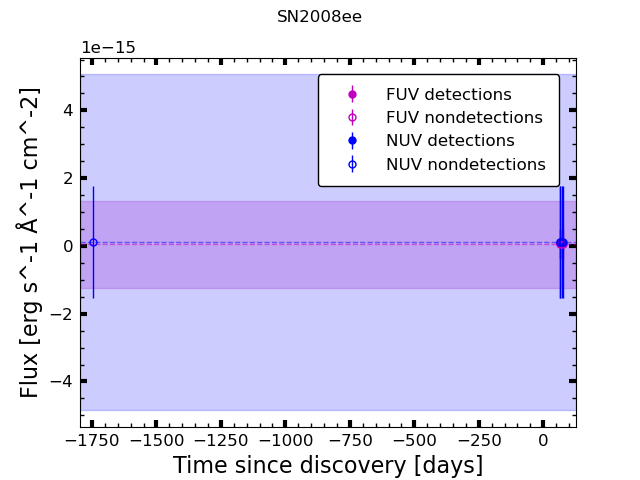 SN2008ee
1e−15
FUV detections
FUV nondetections
NUV detections
NUV nondetections
4
2
0
−2
−4
Flux [erg s^-1 Å^-1 cm^-2]
−1750 −1500 −1250 −1000 −750 −500 −250 0
Time since discovery [days]